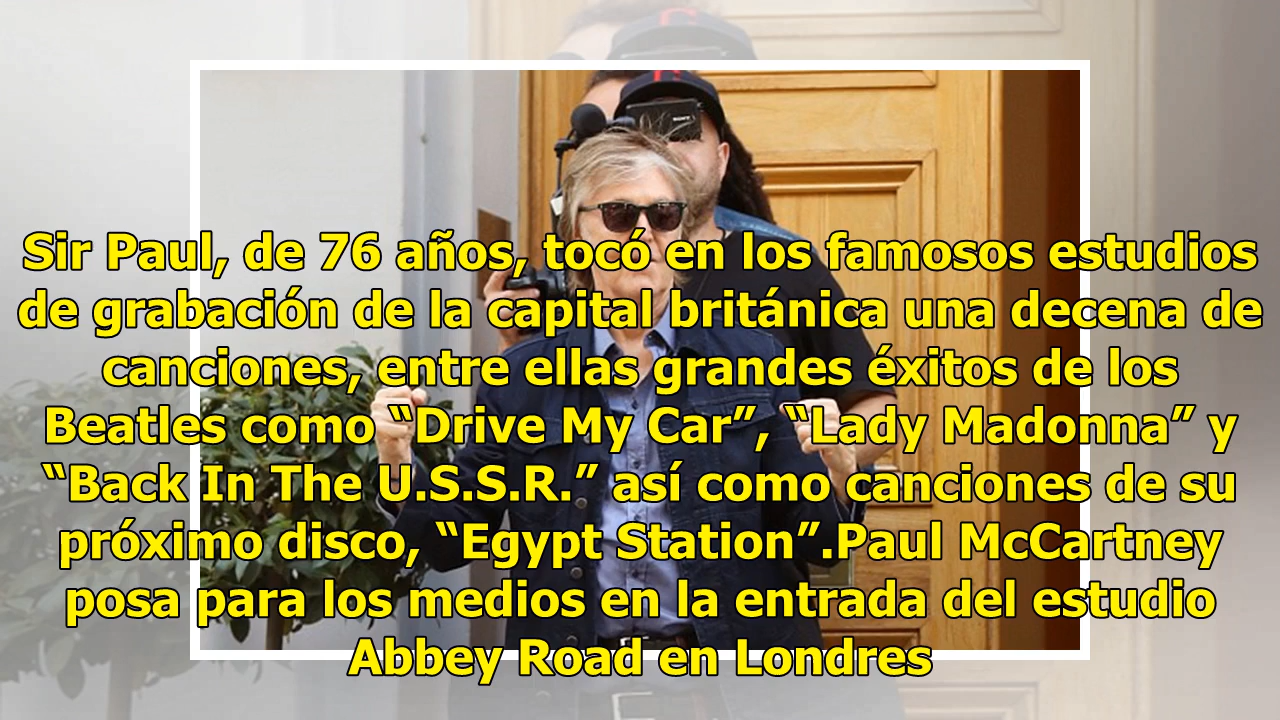 SONY
Sir Paul, de 76 años, tocó en los famosos estudios
de grabación de la capital británica una decena de
canciones, entre ellas grandes éxitos de los
Beatles como “Drive My Car”, “Lady Madonna” y
“Back In The U.S.S.R.” así como canciones de su
próximo disco, “Egypt Station”.Paul McCartney
posa para los medios en la entrada del estudio
Abbey Road en Londres